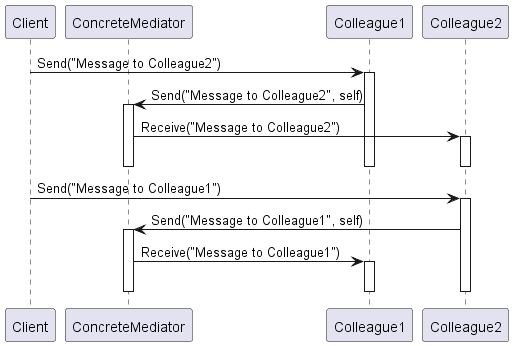 Client
ConcreteMediator
Colleague1
Colleague2
Send("Message to Colleague2")
Send("Message to Colleague2", self)
Receive("Message to Colleague2")
Send("Message to Colleague1")
Send("Message to Colleague1", self)
Receive("Message to Colleague1")
Client
ConcreteMediator
Colleague1
Colleague2